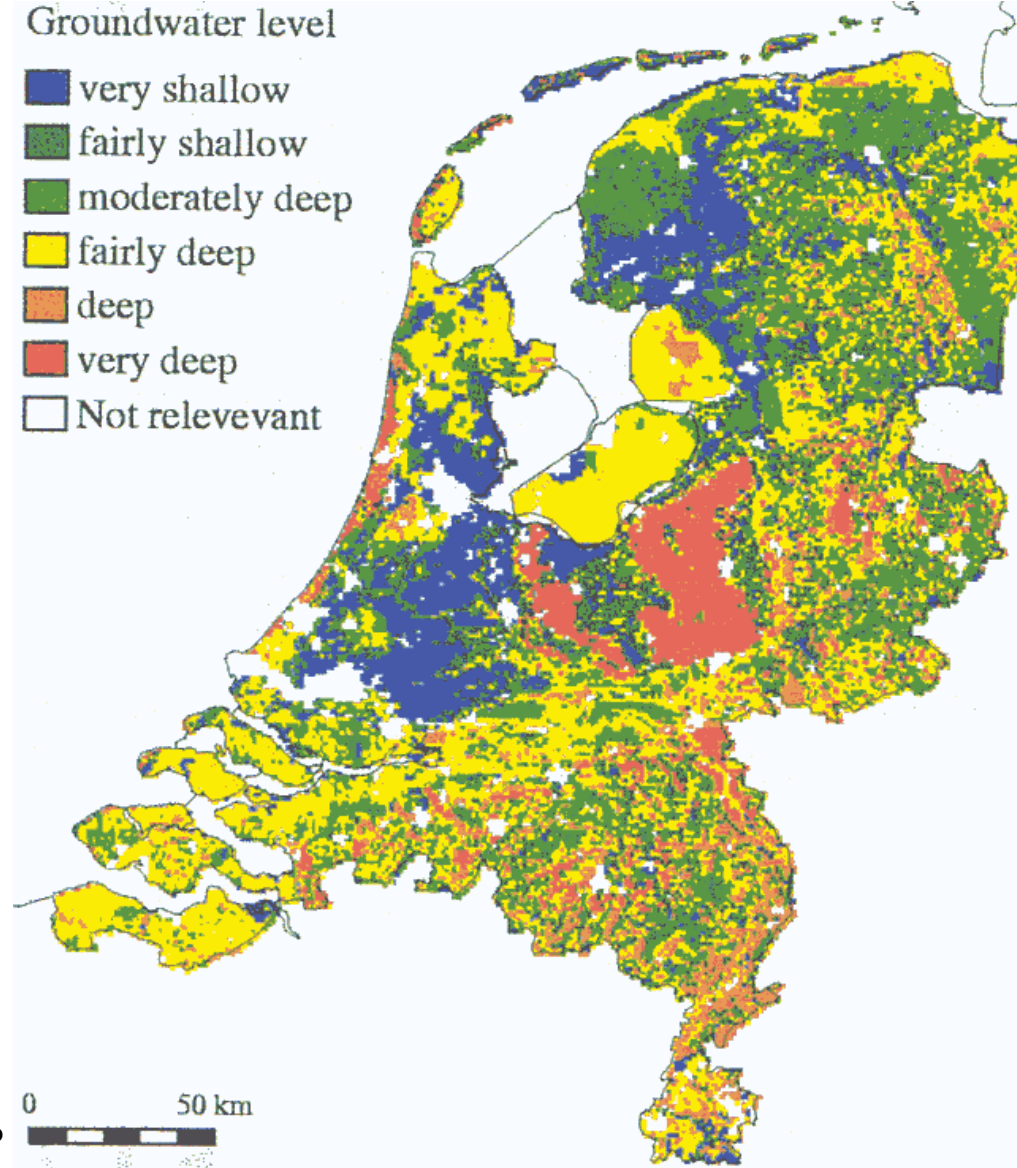 Groundwater level
very shallow
fairly shallow
moderately deep
fairly deep
deep
very deep
Not relevevant
0 50 km